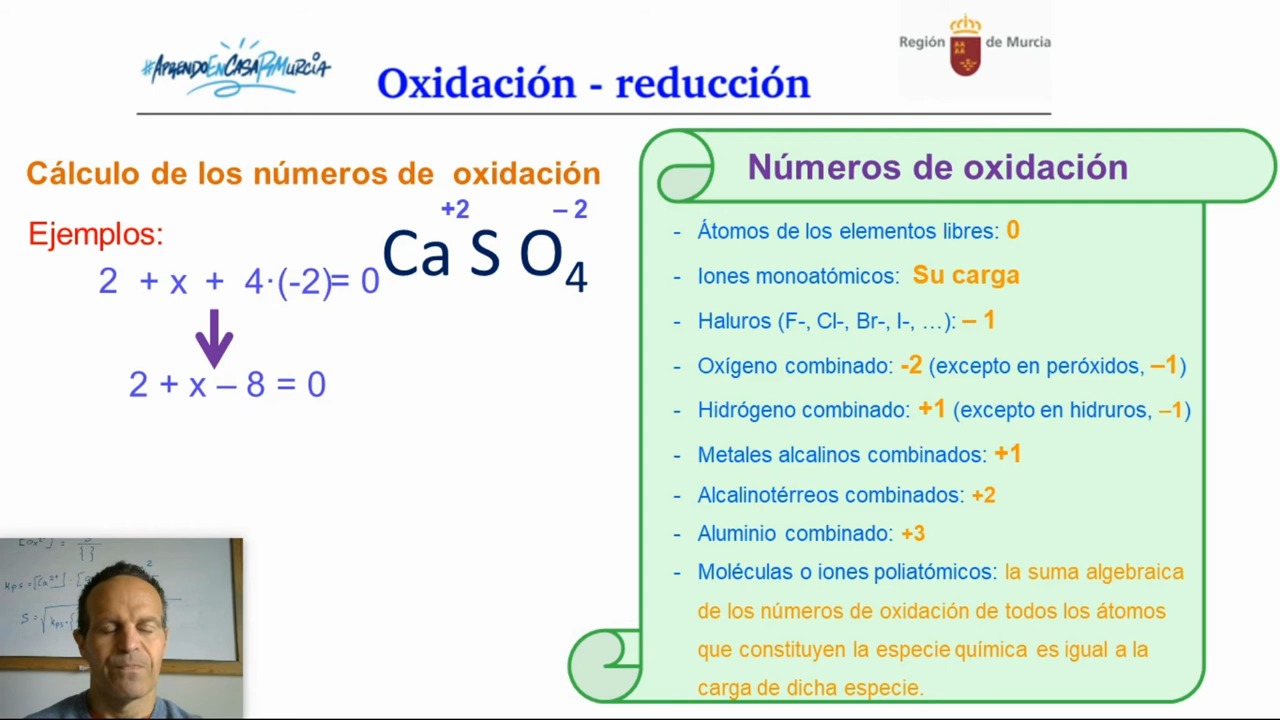 #AprendoEnCasaRMurcia
Región de Murcia
Oxidación - reducción
Cálculo de los números de oxidación
Ejemplos:
+2 – 2
Ca S O4
2 + x + 4·(-2)= 0
2 + x – 8 = 0
Números de oxidación
- Átomos de los elementos libres: 0
- Iones monoatómicos: Su carga
- Haluros (F-, Cl-, Br-, I-, …): – 1
- Oxígeno combinado: -2 (excepto en peróxidos, –1)
- Hidrógeno combinado: +1 (excepto en hidruros, –1)
- Metales alcalinos combinados: +1
- Alcalinotérreos combinados: +2
- Aluminio combinado: +3
- Moléculas o iones poliatómicos: la suma algebraica
de los números de oxidación de todos los átomos
que constituyen la especie química es igual a la
carga de dicha especie.